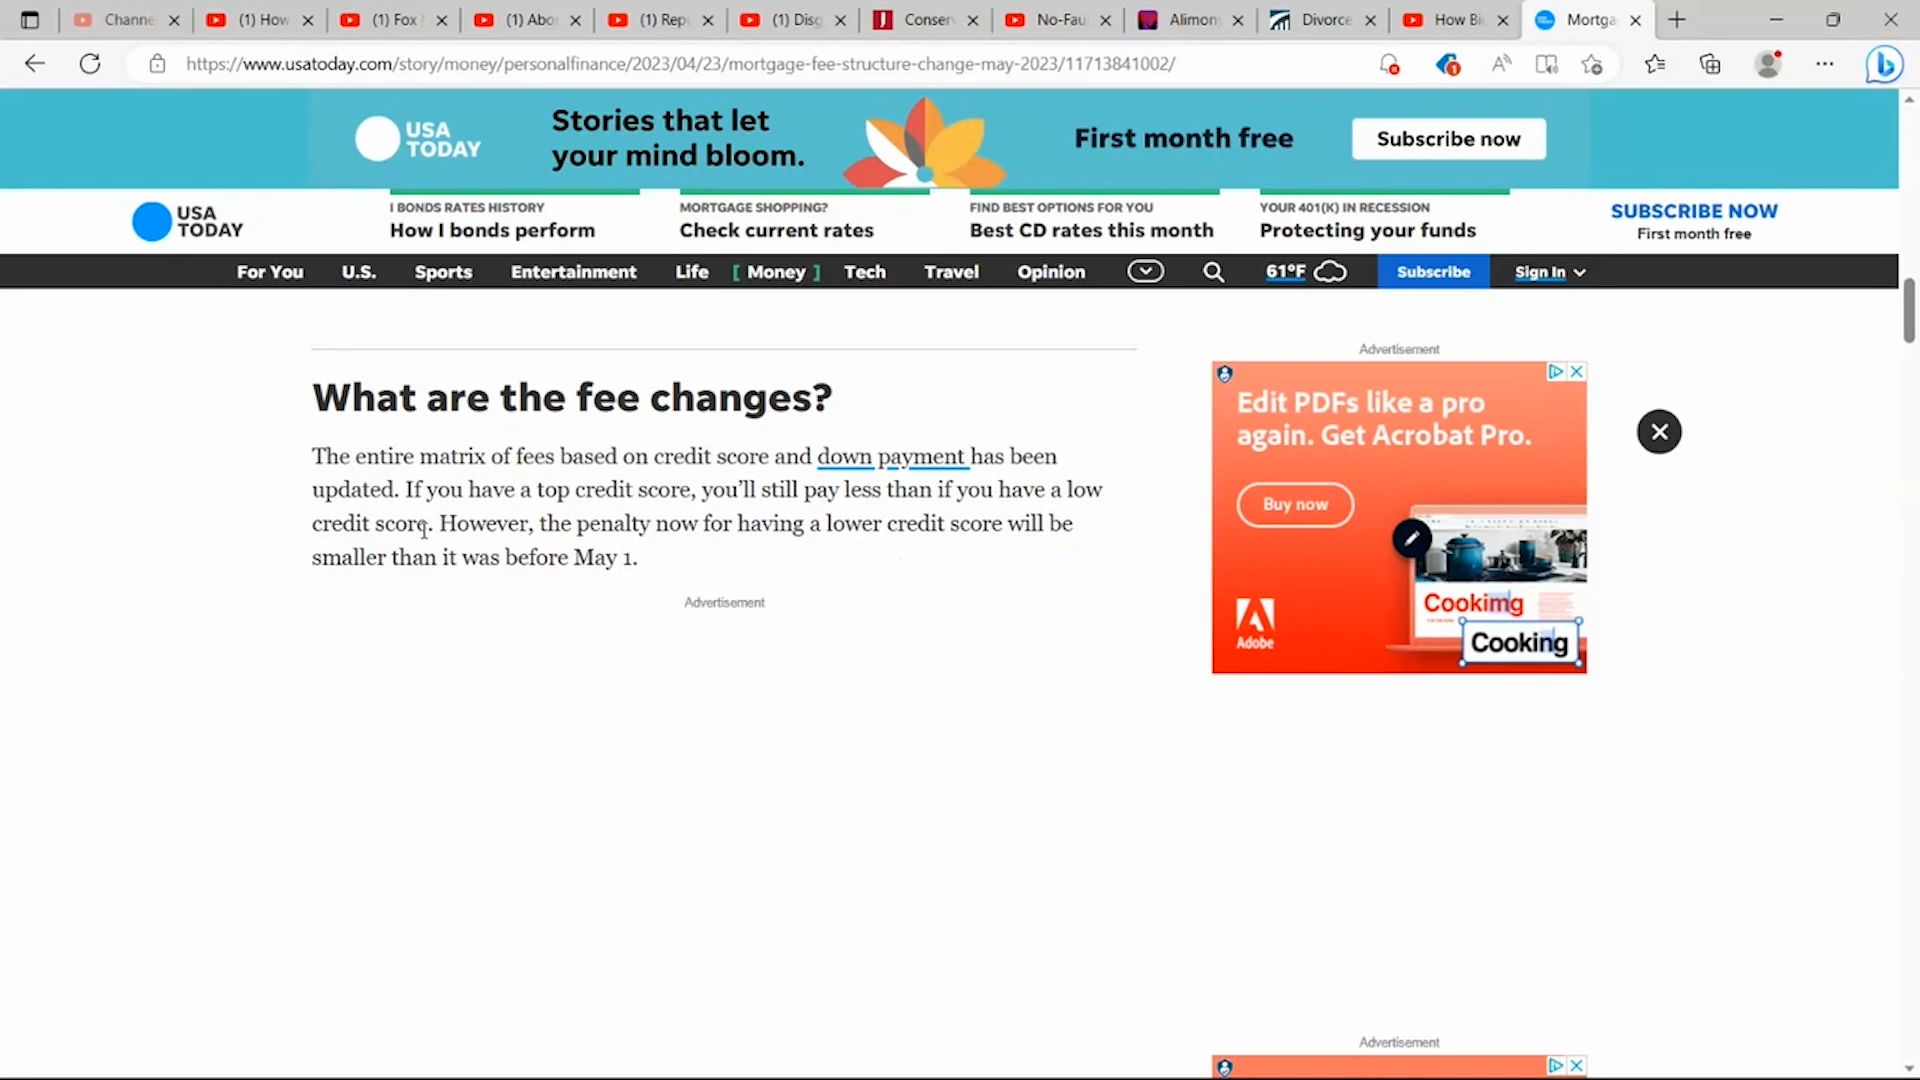 Channe
(1) How
(1) Fox
(1) Abor
(1) Rep
(1) Disg
Conserv
No-Fau
Alimony
Divorce
How Bi
Mortga
https://www.usatoday.com/story/money/personalfinance/2023/04/23/mortgage-fee-structure-change-may-2023/11713841002/
1
USA
TODAY
Stories that let
your mind bloom.
First month free
Subscribe now
USA
TODAY
I BONDS RATES HISTORY
How I bonds perform
MORTGAGE SHOPPING?
Check current rates
FIND BEST OPTIONS FOR YOU
Best CD rates this month
YOUR 401(K) IN RECESSION
Protecting your funds
SUBSCRIBE NOW
First month free
For You
U.S.
Sports
Entertainment
Life
[ Money ]
Tech
Travel
Opinion
61°F
Subscribe
Sign In
What are the fee changes?
The entire matrix of fees based on credit score and down payment has been
updated. If you have a top credit score, you'll still pay less than if you have a low
credit score. However, the penalty now for having a lower credit score will be
smaller than it was before May 1.
Advertisement
Advertisement
Edit PDFs like a pro
again. Get Acrobat Pro.
Buy now
Adobe
Cookimg
Cooking
Advertisement